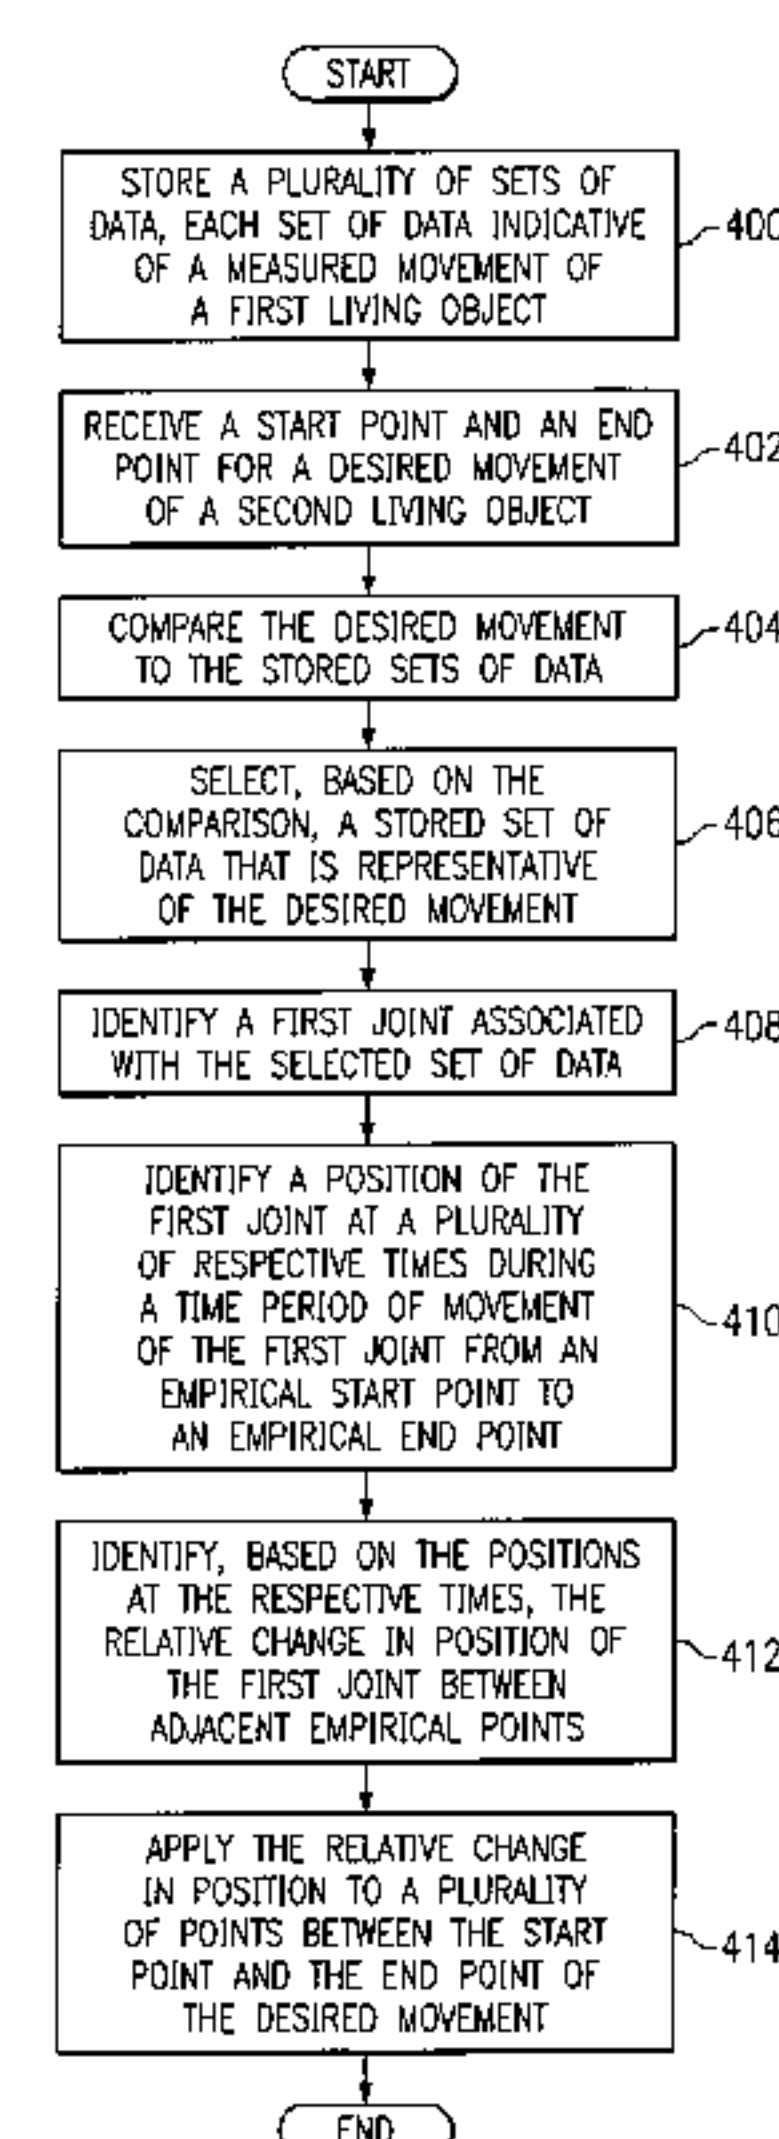 START
STORE A PLURALITY OF SETS OF
DATA, EACH SET OF DATA INDICATIVE
OF A MEASURED MOVEMENT OF
A FIRST LIVING OBJECT
400
RECEIVE A START POINT AND AN END
POINT FOR A DESIRED MOVEMENT
OF A SECOND LIVING OBJECT
402
COMPARE THE DESIRED MOVEMENT
TO THE STORED SETS OF DATA
404
SELECT, BASED ON THE
COMPARISON, A STORED SET OF
DATA THAT IS REPRESENTATIVE
OF THE DESIRED MOVEMENT
406
IDENTIFY A FIRST JOINT ASSOCIATED
WITH THE SELECTED SET OF DATA
408
IDENTIFY A POSITION OF THE
FIRST JOINT AT A PLURALITY
OF RESPECTIVE TIMES DURING
A TIME PERIOD OF MOVEMENT
OF THE FIRST JOINT FROM AN
EMPIRICAL START POINT TO
AN EMPIRICAL END POINT
410
IDENTIFY, BASED ON THE POSITIONS
AT THE RESPECTIVE TIMES, THE
RELATIVE CHANGE IN POSITION OF
THE FIRST JOINT BETWEEN
ADJACENT EMPIRICAL POINTS
412
APPLY THE RELATIVE CHANGE
IN POSITION TO A PLURALITY
OF POINTS BETWEEN THE START
POINT AND THE END POINT OF
THE DESIRED MOVEMENT
414
END